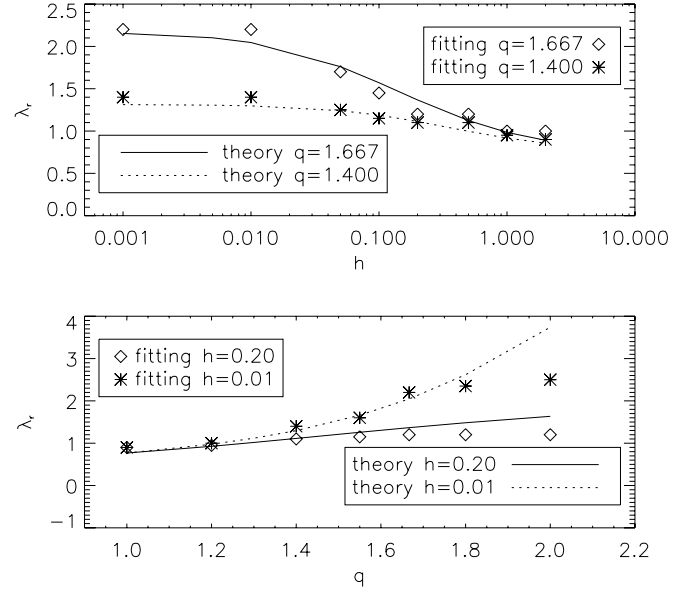 2.5
2.0
1.5
1.0
0.5
0.0
λr
fitting q=1.667
fitting q=1.400
theory q=1.667
theory q=1.400
0.001 0.010 0.100 1.000 10.000
h
4
3
2
1
0
−1
λr
fitting h=0.20
fitting h=0.01
theory h=0.20
theory h=0.01
1.0 1.2 1.4 1.6 1.8 2.0 2.2
q